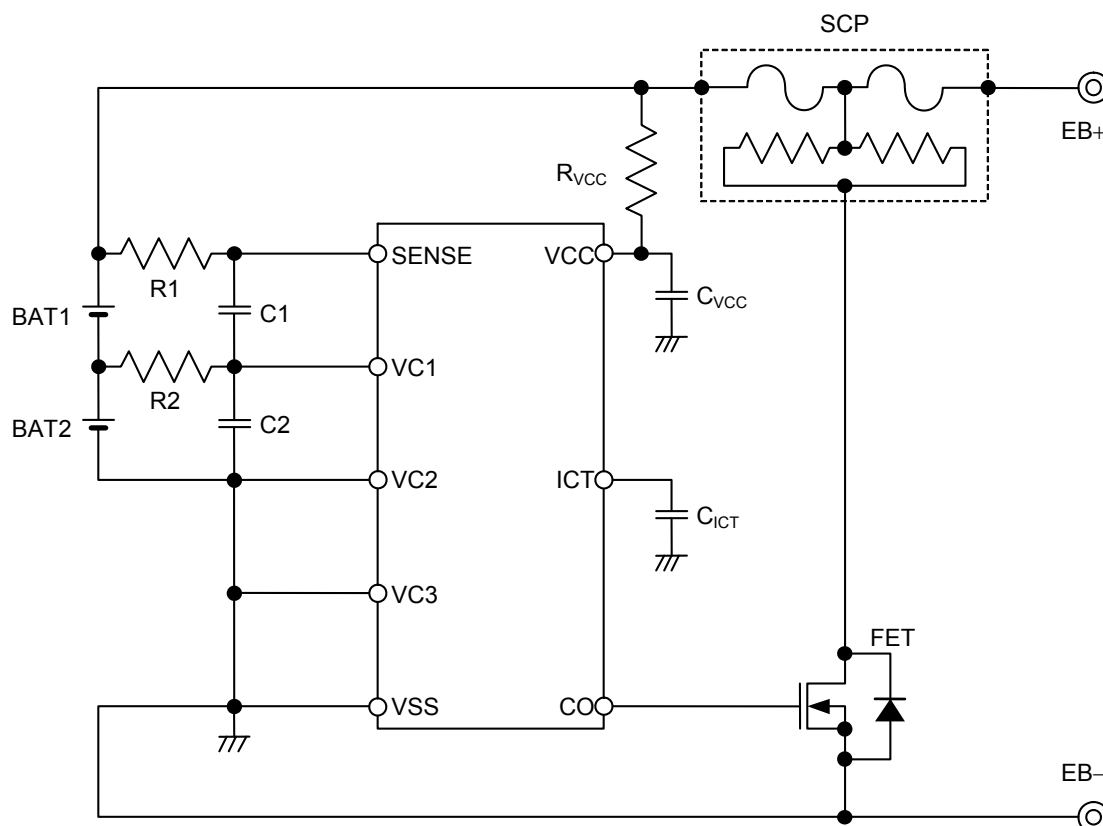 SCP
EB+
RVCC
SENSE
VCC
R1
CVCC
BAT1
C1
VC1
R2
BAT2
C2
VC2
ICT
CICT
VC3
FET
VSS
CO
EB−